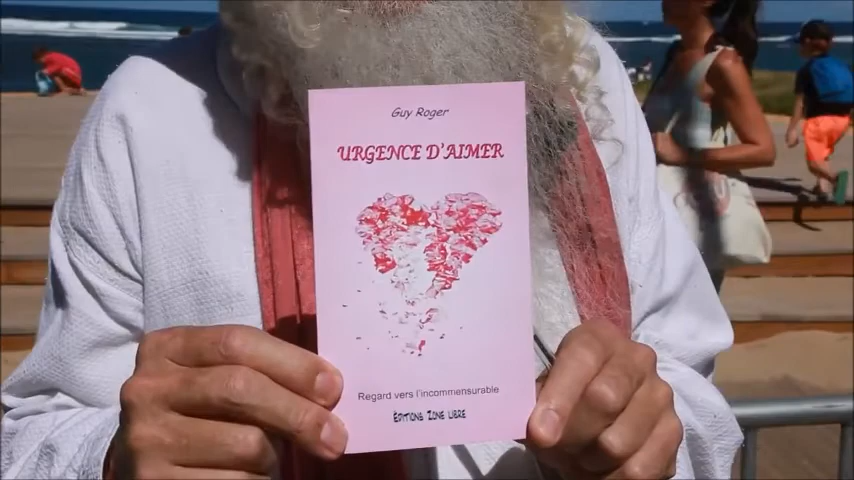 Guy Roger
URGENCE D'AIMER
Regard vers l'incommensurable
ÉDITIONS ZONE LIBRE